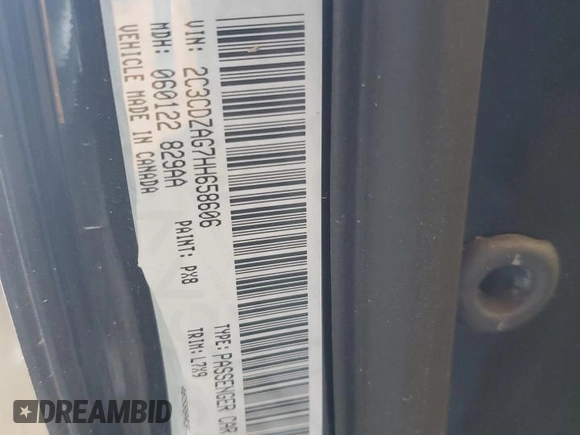 VIN: 2C3CDZAG7HH658606
TYPE: PASSENGER CAR
MDH: 060122 829AA
PAINT: PX8
TRIM: L7X9
VEHICLE MADE IN CANADA
DREAMBID